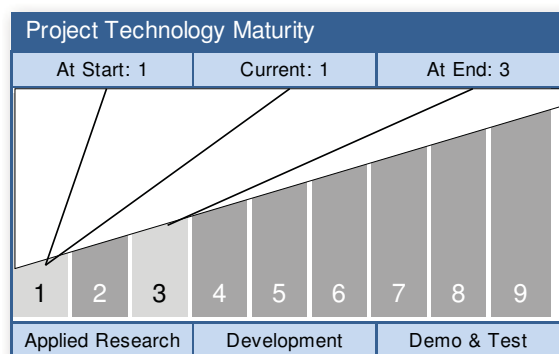 Project Technology Maturity
At Start: 1 Current: 1 At End: 3
1 2 3 4 5 6 7 8 9
Applied Research Development Demo & Test